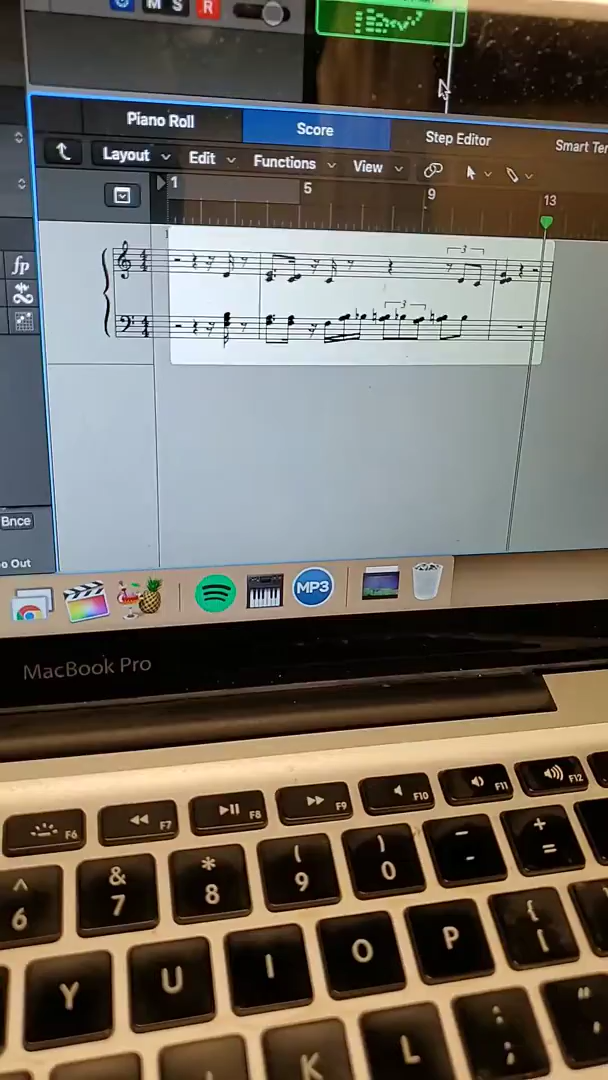 M S R
Piano Roll
Score
Step Editor
Smart Te
Layout Edit Functions View
1 5 9 13
fp
3 3
Bnce
o Out
MP3
MacBook Pro
F6 F7 F8 F9 F10 F11 F12
^ & * ( ) _ +
6 7 8 9 0 - =
Y U I O P { [
K L : ; "